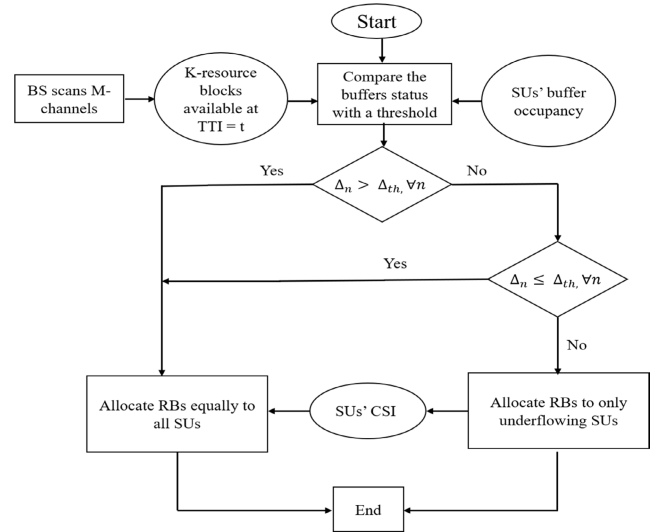 Start
BS scans M-
channels
K-resource
blocks
available at
TTI = t
Compare the
buffers status
with a threshold
SUs' buffer
occupancy
Yes
No
Δₙ > Δₜₕ, ∀n
Yes
Δₙ ≤ Δₜₕ, ∀n
No
Allocate RBs equally to
all SUs
SUs' CSI
Allocate RBs to only
underflowing SUs
End